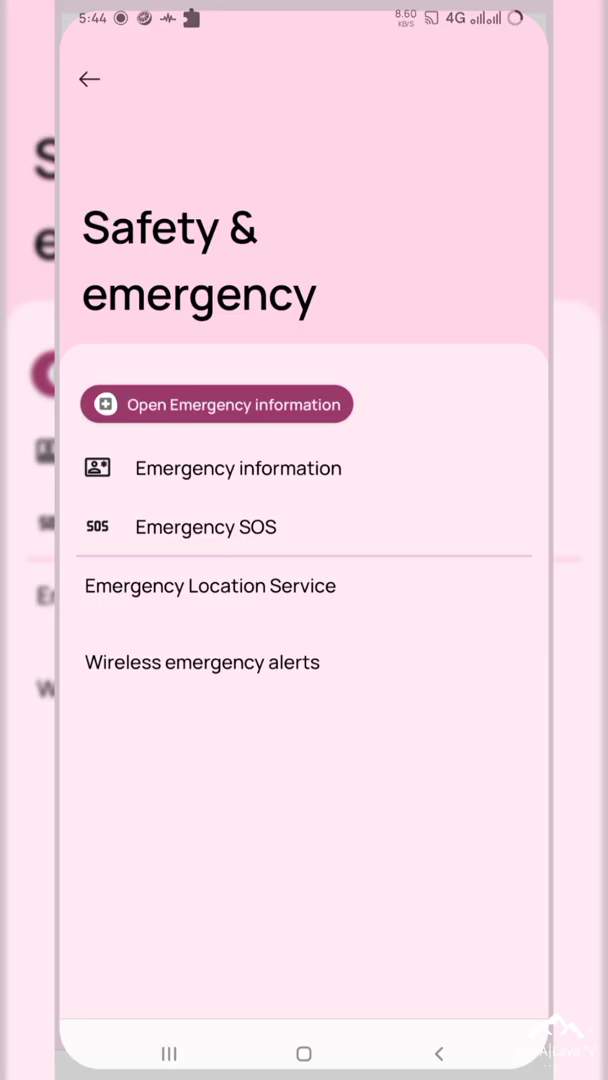 5:44 8.60 KB/S 4G
Safety &
emergency
Open Emergency information
Emergency information
SOS Emergency SOS
Emergency Location Service
Wireless emergency alerts